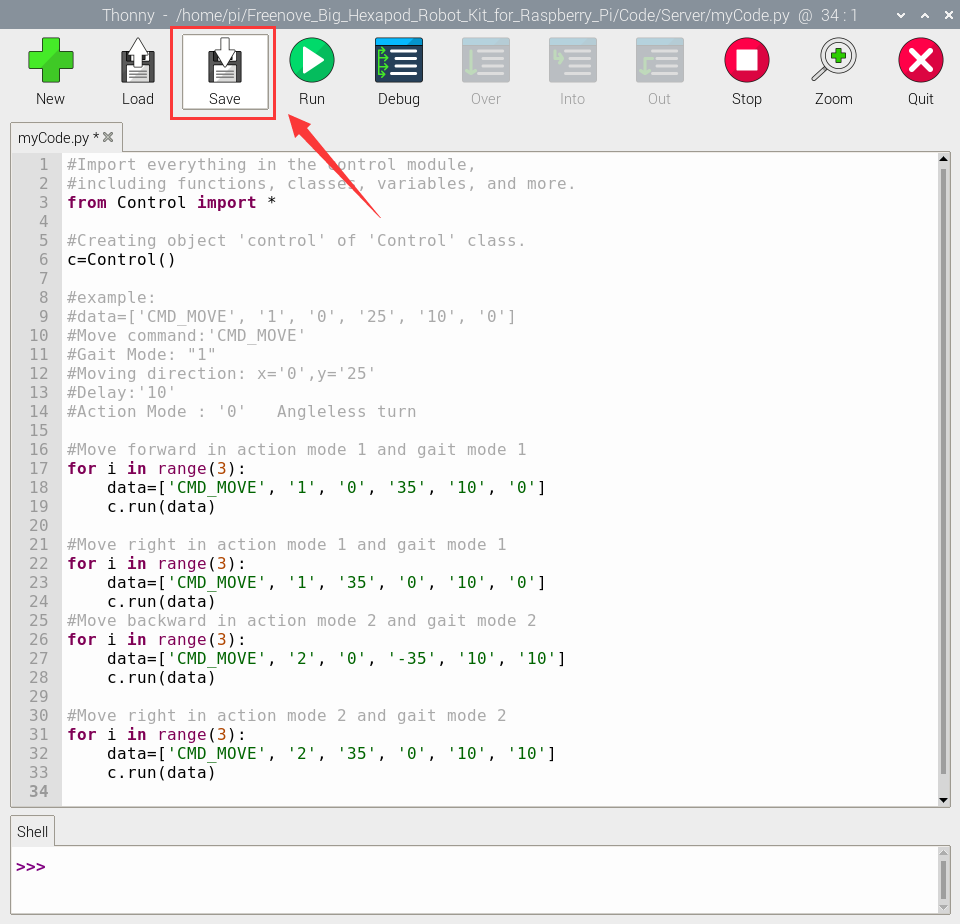 Thonny - /home/pi/Freenove_Big_Hexapod_Robot_Kit_for_Raspberry_Pi/Code/Server/myCode.py @ 34 : 1
New Load Save Run Debug Over Into Out Stop Zoom Quit
myCode.py *
1 #Import everything in the control module,
2 #including functions, classes, variables, and more.
3 from Control import *
4
5 #Creating object 'control' of 'Control' class.
6 c=Control()
7
8 #example:
9 #data=['CMD_MOVE', '1', '0', '25', '10', '0']
10 #Move command:'CMD_MOVE'
11 #Gait Mode: "1"
12 #Moving direction: x='0',y='25'
13 #Delay:'10'
14 #Action Mode : '0'   Angleless turn
15
16 #Move forward in action mode 1 and gait mode 1
17 for i in range(3):
18     data=['CMD_MOVE', '1', '0', '35', '10', '0']
19     c.run(data)
20
21 #Move right in action mode 1 and gait mode 1
22 for i in range(3):
23     data=['CMD_MOVE', '1', '35', '0', '10', '0']
24     c.run(data)
25 #Move backward in action mode 2 and gait mode 2
26 for i in range(3):
27     data=['CMD_MOVE', '2', '0', '-35', '10', '10']
28     c.run(data)
29
30 #Move right in action mode 2 and gait mode 2
31 for i in range(3):
32     data=['CMD_MOVE', '2', '35', '0', '10', '10']
33     c.run(data)
34
Shell
>>>